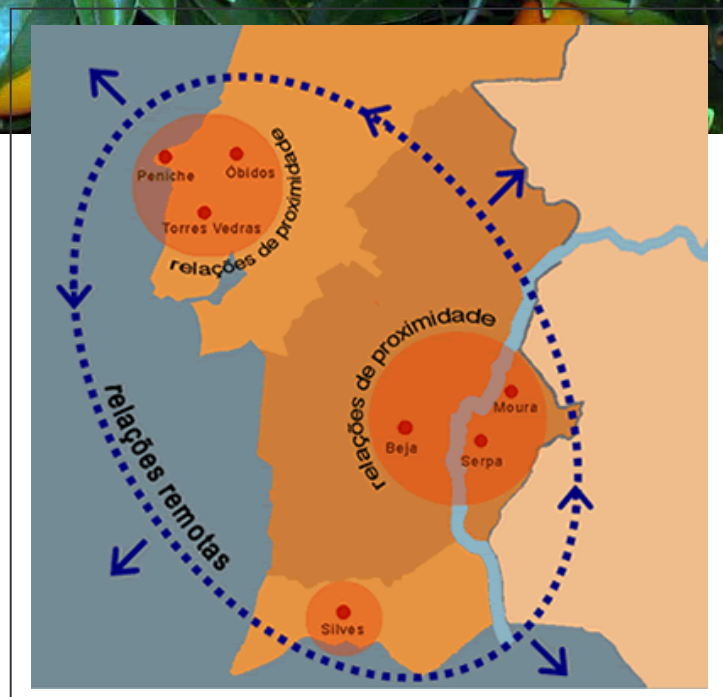 Peniche
Óbidos
Torres Vedras
relações de proximidade
relações de proximidade
Moura
Beja
Serpa
relações remotas
Silves